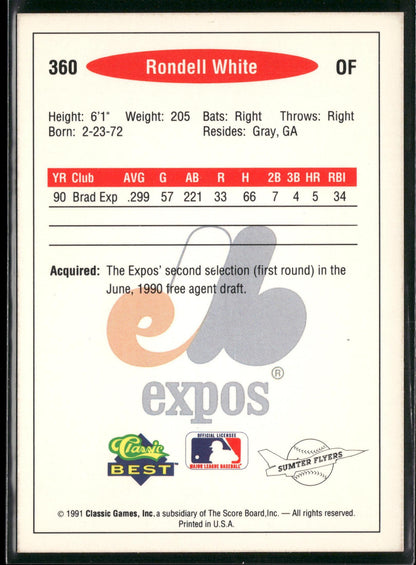 360 Rondell White OF
Height: 6'1" Weight: 205 Bats: Right Throws: Right
Born: 2-23-72 Resides: Gray, GA
YR Club AVG G AB R H 2B 3B HR RBI
90 Brad Exp .299 57 221 33 66 7 4 5 34
Acquired: The Expos' second selection (first round) in the
June, 1990 free agent draft.
elb
expos ®
Classic
BEST
OFFICIAL LICENSEE
MAJOR LEAGUE BASEBALL
SUMTER FLYERS
© 1991 Classic Games, Inc. a subsidiary of The Score Board, Inc. — All rights reserved.
Printed in U.S.A.